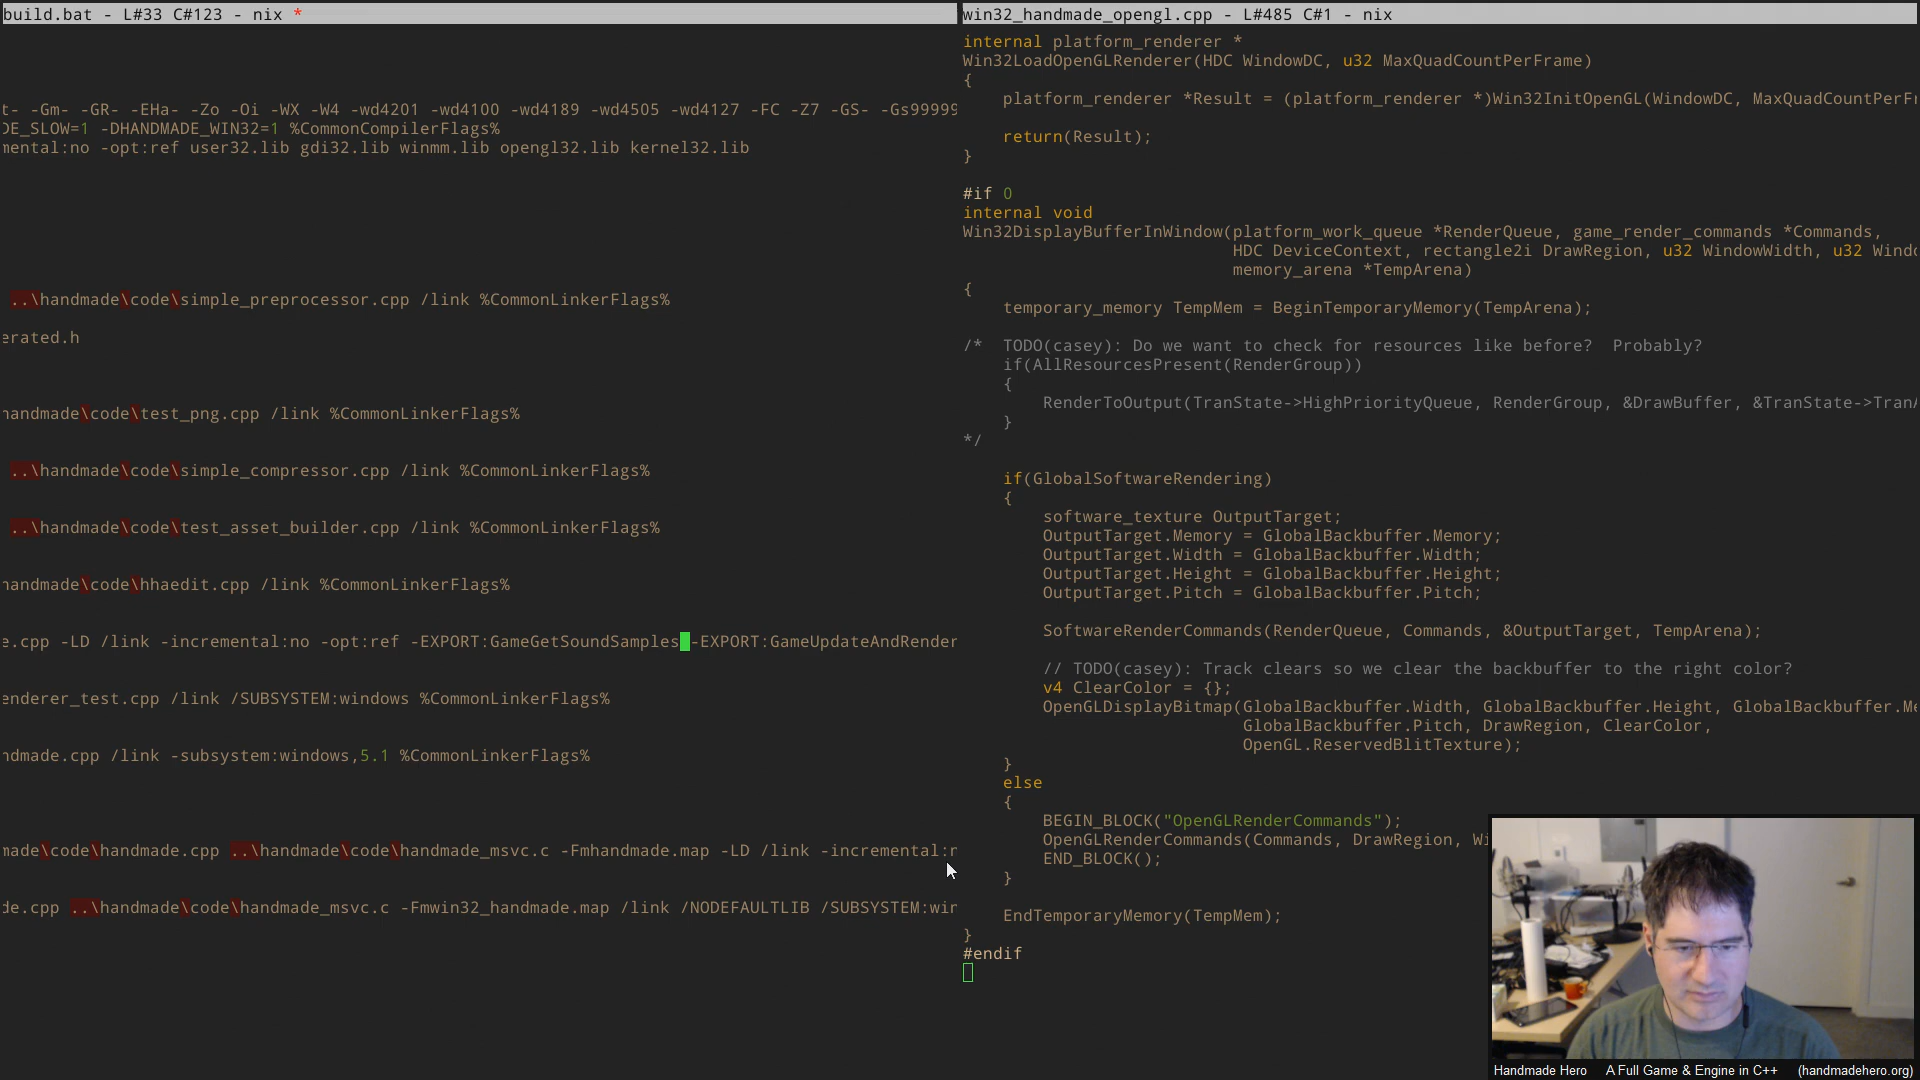 build.bat - L#33 C#123 - nix *
t- -Gm- -GR- -EHa- -Zo -Oi -WX -W4 -wd4201 -wd4100 -wd4189 -wd4505 -wd4127 -FC -Z7 -GS- -Gs99999
DE_SLOW=1 -DHANDMADE_WIN32=1 %CommonCompilerFlags%
mental:no -opt:ref user32.lib gdi32.lib winmm.lib opengl32.lib kernel32.lib
..\handmade\code\simple_preprocessor.cpp /link %CommonLinkerFlags%
erated.h
handmade\code\test_png.cpp /link %CommonLinkerFlags%
..\handmade\code\simple_compressor.cpp /link %CommonLinkerFlags%
..\handmade\code\test_asset_builder.cpp /link %CommonLinkerFlags%
handmade\code\hhaedit.cpp /link %CommonLinkerFlags%
e.cpp -LD /link -incremental:no -opt:ref -EXPORT:GameGetSoundSamples -EXPORT:GameUpdateAndRender
enderer_test.cpp /link /SUBSYSTEM:windows %CommonLinkerFlags%
ndmade.cpp /link -subsystem:windows,5.1 %CommonLinkerFlags%
made\code\handmade.cpp ..\handmade\code\handmade_msvc.c -Fmhandmade.map -LD /link -incremental:n
de.cpp ..\handmade\code\handmade_msvc.c -Fmwin32_handmade.map /link /NODEFAULTLIB /SUBSYSTEM:win
win32_handmade_opengl.cpp - L#485 C#1 - nix
internal platform_renderer *
Win32LoadOpenGLRenderer(HDC WindowDC, u32 MaxQuadCountPerFrame)
{
platform_renderer *Result = (platform_renderer *)Win32InitOpenGL(WindowDC, MaxQuadCountPerFr
return(Result);
}
#if 0
internal void
Win32DisplayBufferInWindow(platform_work_queue *RenderQueue, game_render_commands *Commands,
HDC DeviceContext, rectangle2i DrawRegion, u32 WindowWidth, u32 Windo
memory_arena *TempArena)
{
temporary_memory TempMem = BeginTemporaryMemory(TempArena);
/* TODO(casey): Do we want to check for resources like before? Probably?
if(AllResourcesPresent(RenderGroup))
{
RenderToOutput(TranState->HighPriorityQueue, RenderGroup, &DrawBuffer, &TranState->TranA
}
*/
if(GlobalSoftwareRendering)
{
software_texture OutputTarget;
OutputTarget.Memory = GlobalBackbuffer.Memory;
OutputTarget.Width = GlobalBackbuffer.Width;
OutputTarget.Height = GlobalBackbuffer.Height;
OutputTarget.Pitch = GlobalBackbuffer.Pitch;
SoftwareRenderCommands(RenderQueue, Commands, &OutputTarget, TempArena);
// TODO(casey): Track clears so we clear the backbuffer to the right color?
v4 ClearColor = {};
OpenGLDisplayBitmap(GlobalBackbuffer.Width, GlobalBackbuffer.Height, GlobalBackbuffer.Me
GlobalBackbuffer.Pitch, DrawRegion, ClearColor,
OpenGL.ReservedBlitTexture);
}
else
{
BEGIN_BLOCK("OpenGLRenderCommands");
OpenGLRenderCommands(Commands, DrawRegion, Wi
END_BLOCK();
}
EndTemporaryMemory(TempMem);
}
#endif
Handmade Hero A Full Game & Engine in C++ (handmadehero.org)